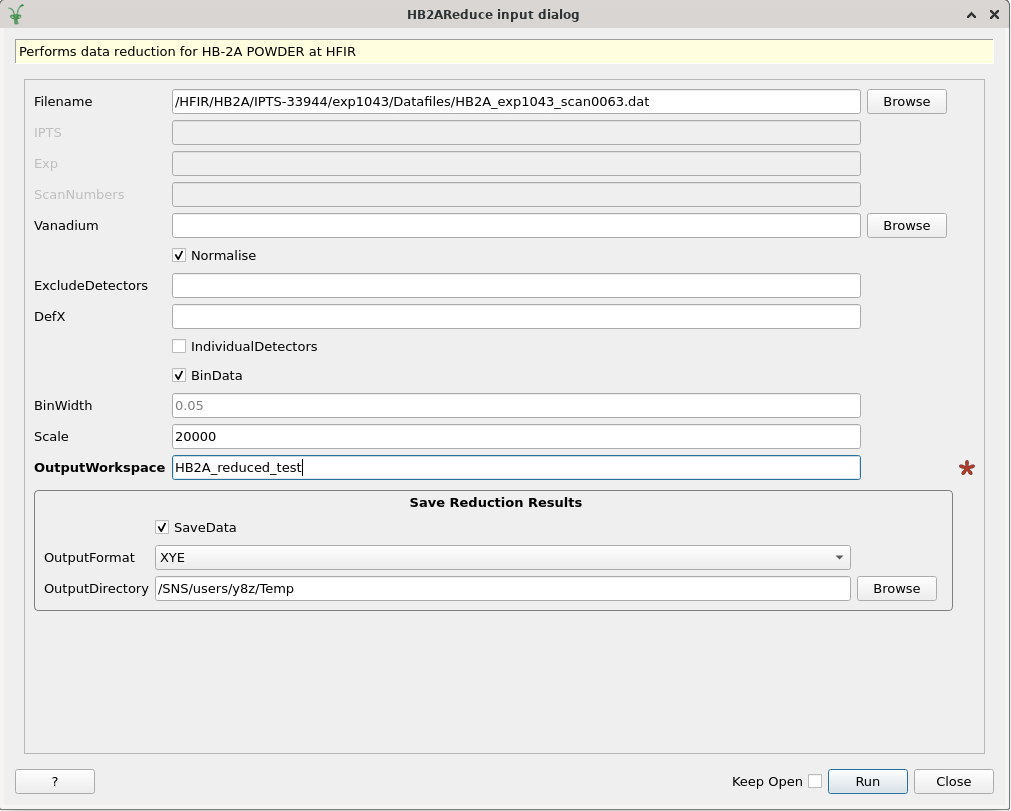 HB2AReduce input dialog
Performs data reduction for HB-2A POWDER at HFIR
Filename /HFIR/HB2A/IPTS-33944/exp1043/Datafiles/HB2A_exp1043_scan0063.dat Browse
IPTS
Exp
ScanNumbers
Vanadium Browse
Normalise
ExcludeDetectors
DefX
IndividualDetectors
BinData
BinWidth 0.05
Scale 20000
OutputWorkspace HB2A_reduced_test *
Save Reduction Results
SaveData
OutputFormat XYE
OutputDirectory /SNS/users/y8z/Temp Browse
? Keep Open Run Close